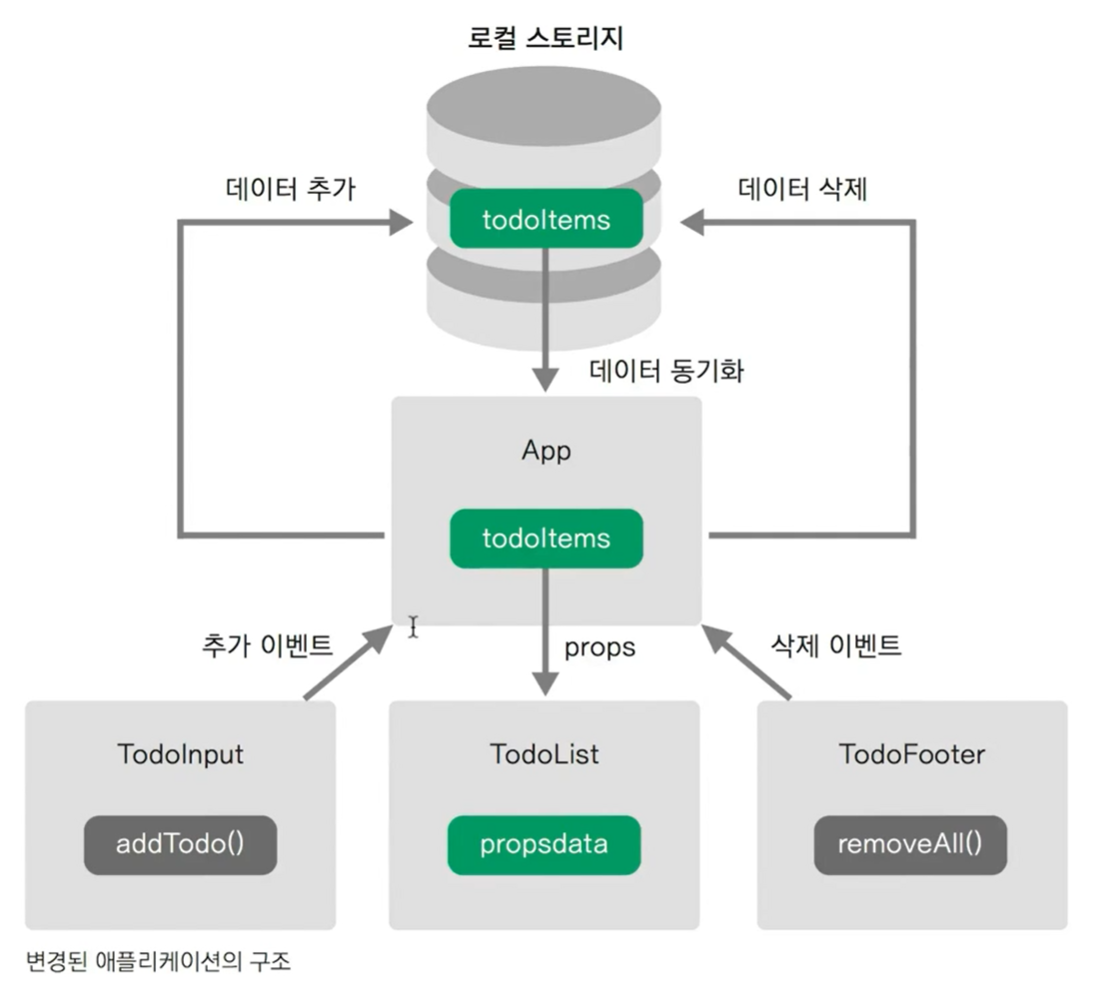 로컬 스토리지
데이터 추가
데이터 삭제
todoItems
데이터 동기화
App
todoItems
추가 이벤트
props
삭제 이벤트
TodoInput
TodoList
TodoFooter
addTodo()
propsdata
removeAll()
변경된 애플리케이션의 구조